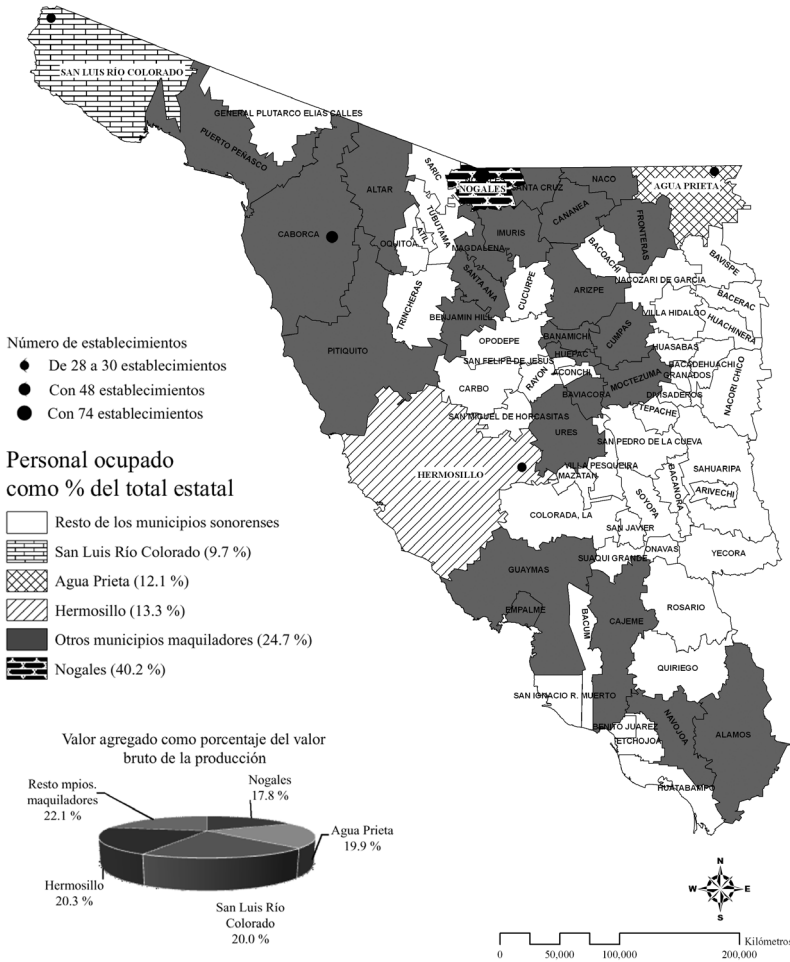 SAN LUIS RÍO COLORADO
GENERAL PLUTARCO ELIAS CALLES
PUERTO PEÑASCO
SARIC
NOGALES
SANTA CRUZ
NACO
AGUA PRIETA
ALTAR
TUBUTAMA
ATIL
CABORCA
OQUITOA
MAGDALENA
IMURIS
CANANEA
FRONTERAS
BACOACHI
BAVISPE
NACOZARI DE GARCIA
SANTA ANA
CUCURPE
ARIZPE
BACERAC
TRINCHERAS
BENJAMIN HILL
VILLA HIDALGO
HUACHINERA
Número de establecimientos
De 28 a 30 establecimientos
Con 48 establecimientos
Con 74 establecimientos
PITIQUITO
OPODEPE
BANAMICHI
CUMPAS
HUASABAS
SAN FELIPE DE JESUS
HUEPAC
BACADEHUACHI
NACORI CHICO
CARBO
RAYON
ACONCHI
MOCTEZUMA
GRANADOS
BAVIACORA
DIVISADEROS
SAN MIGUEL DE HORCASITAS
TEPACHE
URES
SAN PEDRO DE LA CUEVA
HERMOSILLO
VILLA PESQUEIRA
MAZATAN
BACANORA
SAHUARIPA
ARIVECHI
COLORADA, LA
SOYOPA
SAN JAVIER
Personal ocupado
como % del total estatal
Resto de los municipios sonorenses
San Luis Río Colorado (9.7 %)
Agua Prieta (12.1 %)
Hermosillo (13.3 %)
Otros municipios maquiladores (24.7 %)
Nogales (40.2 %)
SUAQUI GRANDE
ONAVAS
YECORA
GUAYMAS
EMPALME
BACUM
CAJEME
ROSARIO
QUIRIEGO
SAN IGNACIO R. MUERTO
BENITO JUAREZ
ETCHOJOA
NAVOJOA
ALAMOS
HUATABAMPO
Valor agregado como porcentaje del valor
bruto de la producción
Resto mpios.
maquiladores
22.1 %
Nogales
17.8 %
Agua Prieta
19.9 %
Hermosillo
20.3 %
San Luis Río
Colorado
20.0 %
N
W
E
S
Kilómetros
0
50,000
100,000
200,000